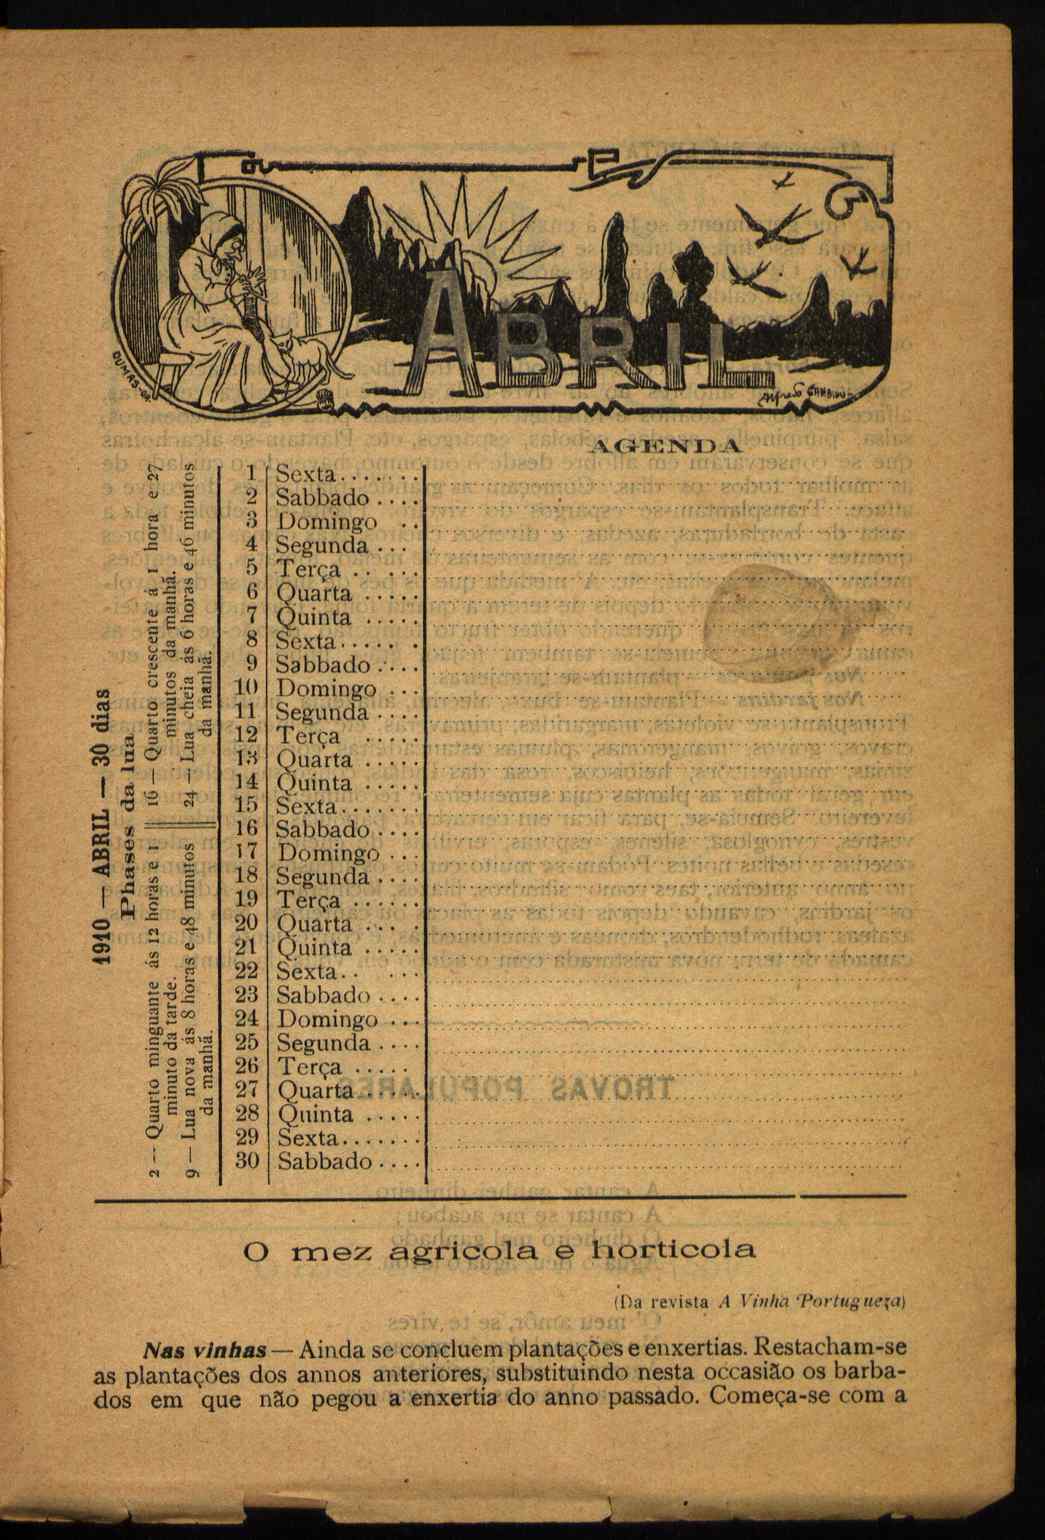 ABRIL
DUMAS
Alfredo
AGENDA
1910 — ABRIL — 30 dias
Phases da lua
2 — Quarto minguante ás 12 horas e 1
minuto da tarde.
9 — Lua nova ás 8 horas e 48 minutos
da manhã.
16 — Quarto crescente á 1 hora e 27
minutos da manhã.
24 — Lua cheia ás 6 horas e 46 minutos
da manhã.
1 Sexta.......
2 Sabbado ....
3 Domingo ..
4 Segunda ...
5 Terça .....
6 Quarta .....
7 Quinta .....
8 Sexta..... .
9 Sabbado ....
10 Domingo ...
11 Segunda ....
12 Terça .....
13 Quarta .....
14 Quinta .....
15 Sexta.......
16 Sabbado ....
17 Domingo ...
18 Segunda ....
19 Terça ......
20 Quarta ... .
21 Quinta .....
22 Sexta.. ...
23 Sabbado ....
24 Domingo ...
25 Segunda ....
26 Terça .....
27 Quarta .....
28 Quinta .....
29 Sexta.......
30 Sabbado ....
O mez agricola e horticola
(Da revista A Vinha Portugueza)
Nas vinhas — Ainda se concluem plantações e enxertias. Restacham-se
as plantações dos annos anteriores, substituindo nesta occasião os barba-
dos em que não pegou a enxertia do anno passado. Começa-se com a